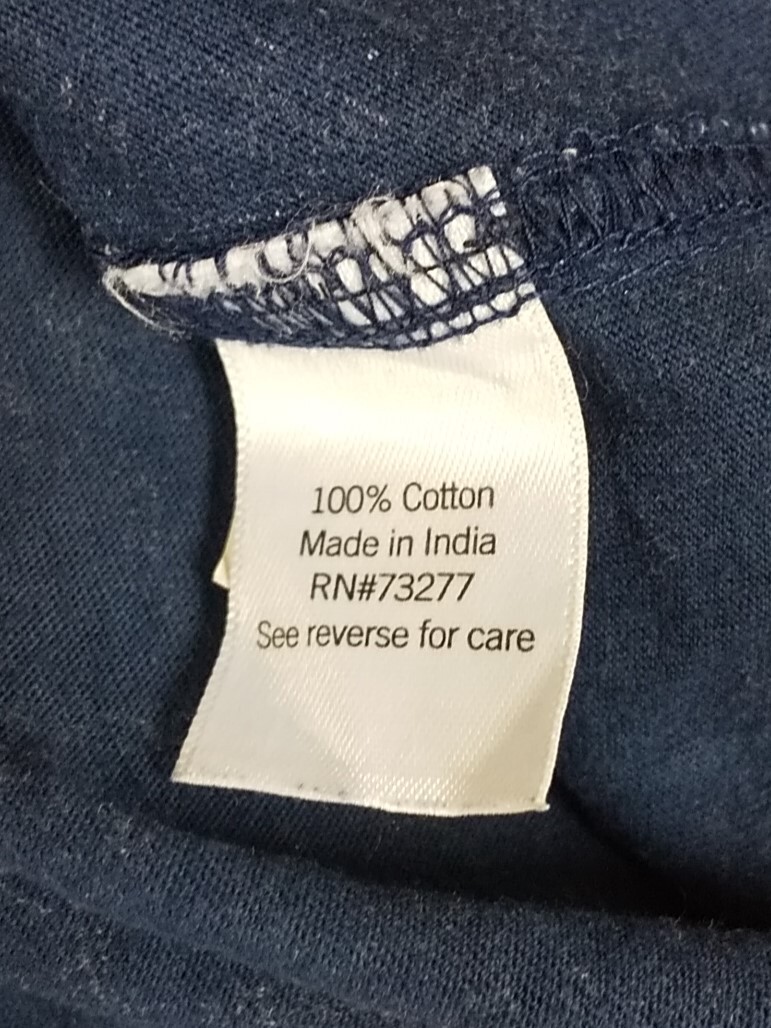 100% Cotton
Made in India
RN#73277
See reverse for care